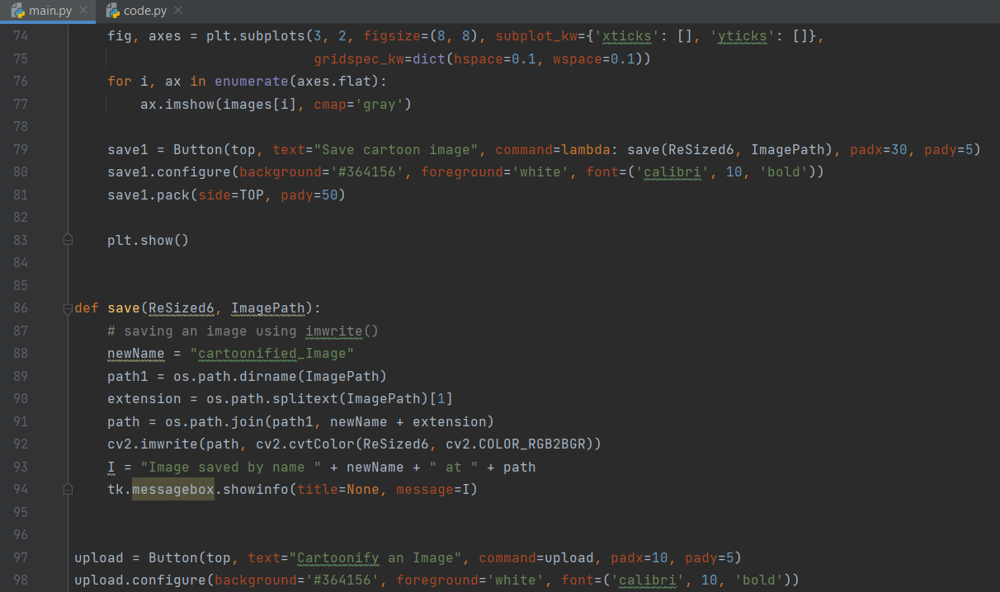 main.py code.py
74 fig, axes = plt.subplots(3, 2, figsize=(8, 8), subplot_kw={'xticks': [], 'yticks': []},
75 gridspec_kw=dict(hspace=0.1, wspace=0.1))
76 for i, ax in enumerate(axes.flat):
77 ax.imshow(images[i], cmap='gray')
78
79 save1 = Button(top, text="Save cartoon image", command=lambda: save(ReSized6, ImagePath), padx=30, pady=5)
80 save1.configure(background='#364156', foreground='white', font=('calibri', 10, 'bold'))
81 save1.pack(side=TOP, pady=50)
82
83 plt.show()
84
85
86 def save(ReSized6, ImagePath):
87 # saving an image using imwrite()
88 newName = "cartoonified_Image"
89 path1 = os.path.dirname(ImagePath)
90 extension = os.path.splitext(ImagePath)[1]
91 path = os.path.join(path1, newName + extension)
92 cv2.imwrite(path, cv2.cvtColor(ReSized6, cv2.COLOR_RGB2BGR))
93 I = "Image saved by name " + newName + " at " + path
94 tk.messagebox.showinfo(title=None, message=I)
95
96
97 upload = Button(top, text="Cartoonify an Image", command=upload, padx=10, pady=5)
98 upload.configure(background='#364156', foreground='white', font=('calibri', 10, 'bold'))